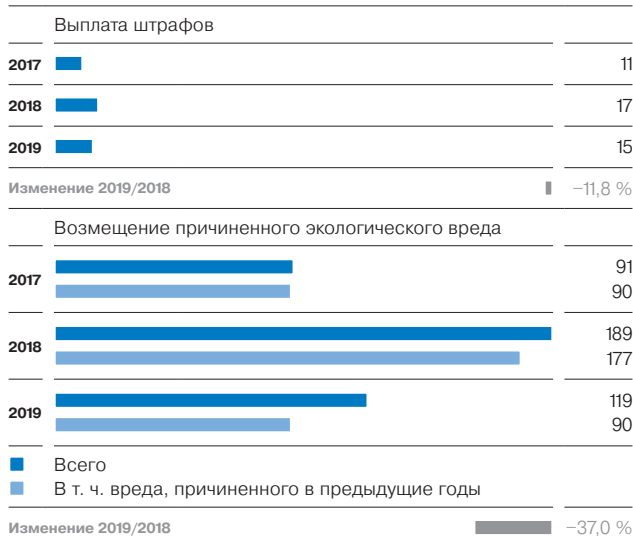 Выплата штрафов
2017 11
2018 17
2019 15
Изменение 2019/2018 –11,8 %
Возмещение причиненного экологического вреда
2017 91
90
2018 189
177
2019 119
90
Всего
В т. ч. вреда, причиненного в предыдущие годы
Изменение 2019/2018 –37,0 %